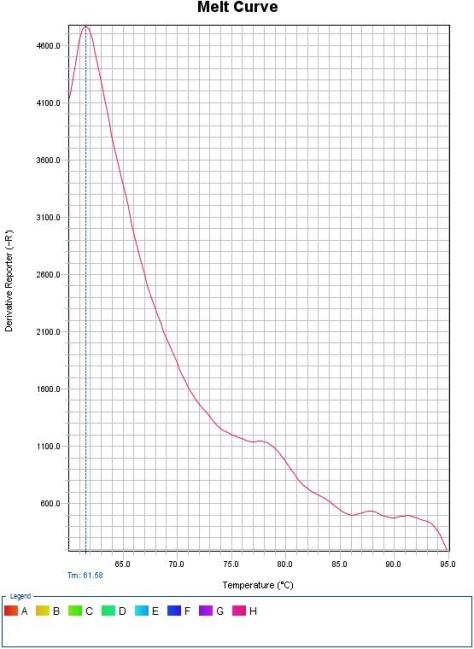 Melt Curve
4600.0
4100.0
3600.0
3100.0
2600.0
2100.0
1600.0
1100.0
600.0
Derivative Reporter (-R')
65.0 70.0 75.0 80.0 85.0 90.0 95.0
Tm: 61.58
Temperature (°C)
Legend
A B C D E F G H